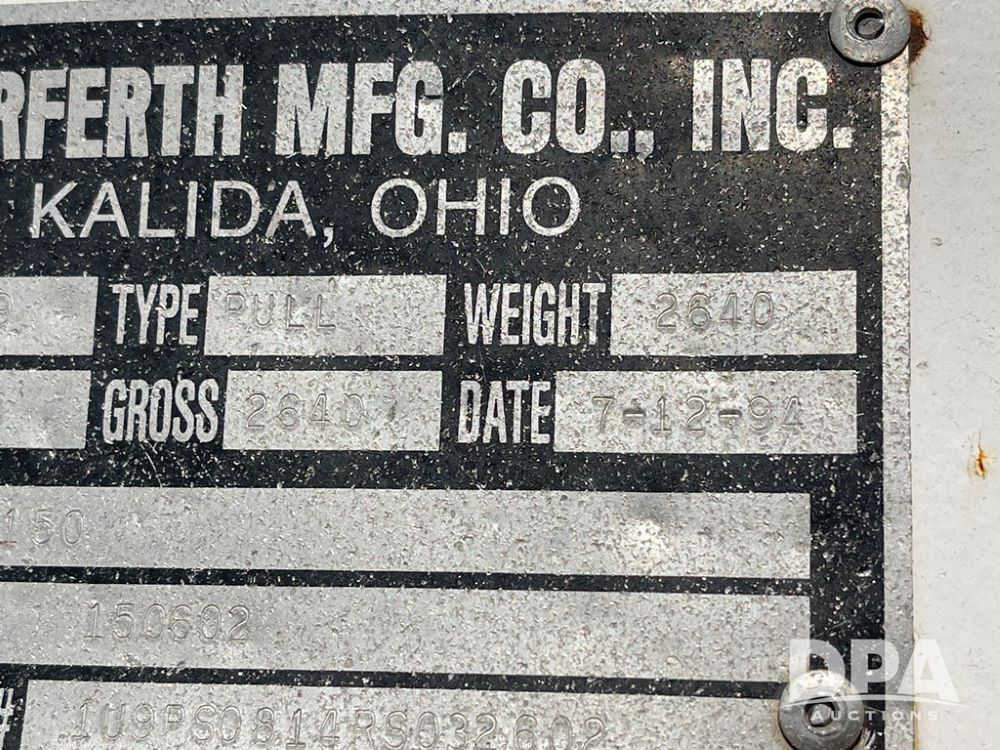 RFERTH MFG. CO., INC.
KALIDA, OHIO
9 TYPE PULL WEIGHT 2640
GROSS 2640 DATE 7-12-94
150
150602
# 1U9PS0814RS032602
DPA
AUCTIONS